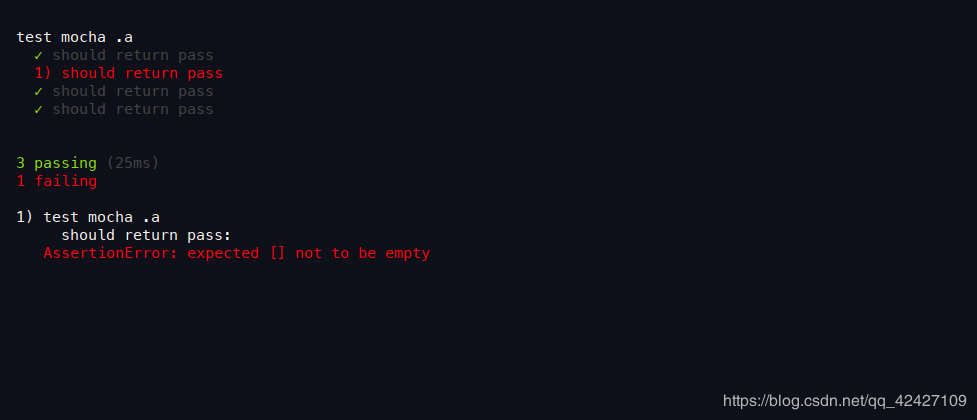 test mocha .a
✓ should return pass
1) should return pass
✓ should return pass
✓ should return pass
3 passing (25ms)
1 failing
1) test mocha .a
should return pass:
AssertionError: expected [] not to be empty
https://blog.csdn.net/qq_42427109